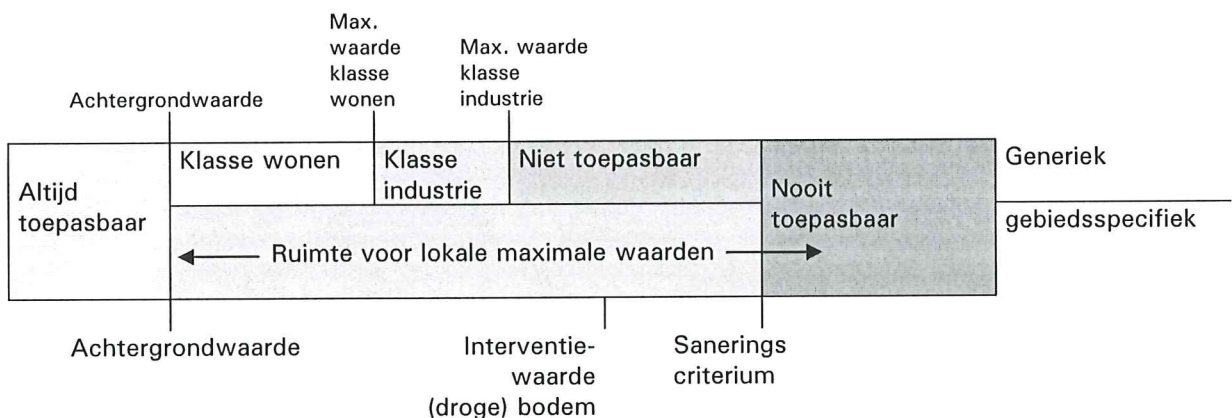 Max.
waarde
klasse
wonen
Max. waarde
klasse
industrie
Achtergrondwaarde
Altijd
toepasbaar
Klasse wonen
Klasse
industrie
Niet toepasbaar
Nooit
toepasbaar
Generiek
gebiedsspecifiek
Ruimte voor lokale maximale waarden
Achtergrondwaarde
Interventie-
waarde
(droge) bodem
Sanerings
criterium